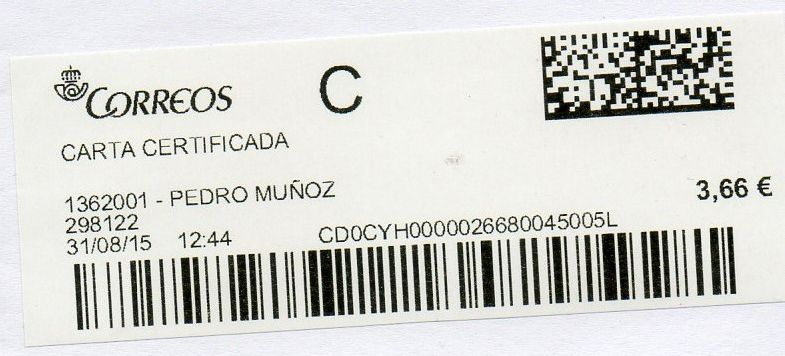 CORREOS
C
CARTA CERTIFICADA
1362001 - PEDRO MUÑOZ
3,66 €
298122
31/08/15 12:44
CD0CYH0000026680045005L